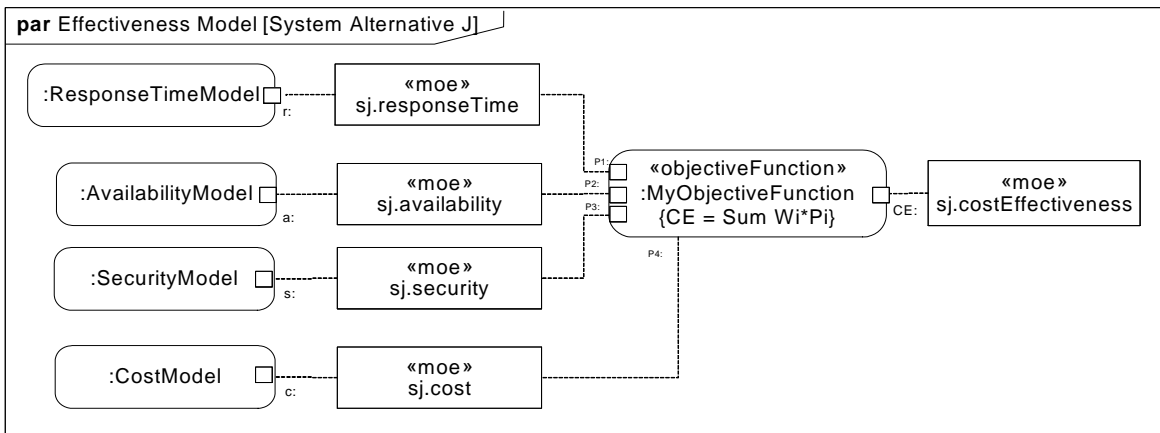 par Effectiveness Model [System Alternative J]
:ResponseTimeModel
r:
«moe»
sj.responseTime
:AvailabilityModel
a:
«moe»
sj.availability
:SecurityModel
s:
«moe»
sj.security
:CostModel
c:
«moe»
sj.cost
P1:
P2:
P3:
P4:
«objectiveFunction»
:MyObjectiveFunction
{CE = Sum Wi*Pi}
CE:
«moe»
sj.costEffectiveness